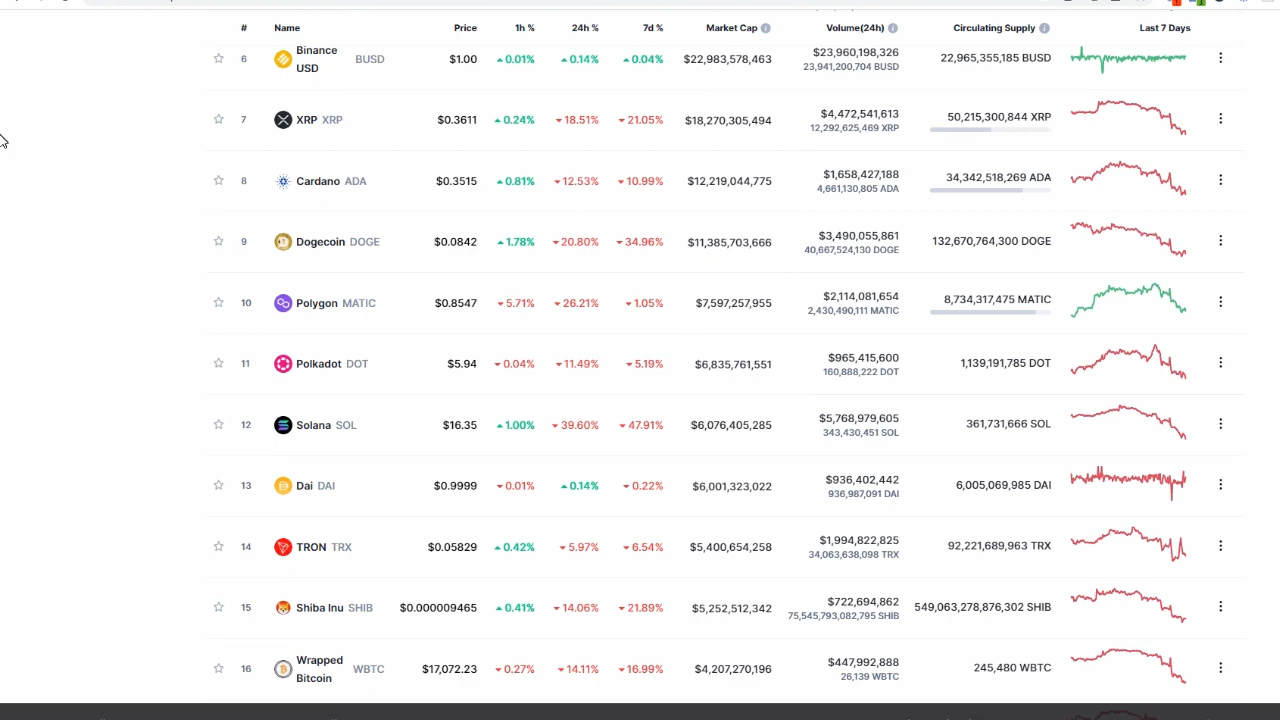 # Name Price 1h % 24h % 7d % Market Cap Volume(24h) Circulating Supply Last 7 Days
6 Binance USD BUSD $1.00 0.01% 0.14% 0.04% $22,983,578,463 $23,960,198,326 22,965,355,185 BUSD
23,941,200,704 BUSD
7 XRP XRP $0.3611 0.24% 18.51% 21.05% $18,270,305,494 $4,472,541,613 50,215,300,844 XRP
12,292,625,469 XRP
8 Cardano ADA $0.3515 0.81% 12.53% 10.99% $12,219,044,775 $1,658,427,188 34,342,518,269 ADA
4,661,130,805 ADA
9 Dogecoin DOGE $0.0842 1.78% 20.80% 34.96% $11,385,703,666 $3,490,055,861 132,670,764,300 DOGE
40,667,524,130 DOGE
10 Polygon MATIC $0.8547 5.71% 26.21% 1.05% $7,597,257,955 $2,114,081,654 8,734,317,475 MATIC
2,430,490,111 MATIC
11 Polkadot DOT $5.94 0.04% 11.49% 5.19% $6,835,761,551 $965,415,600 1,139,191,785 DOT
160,888,222 DOT
12 Solana SOL $16.35 1.00% 39.60% 47.91% $6,076,405,285 $5,768,979,605 361,731,666 SOL
343,430,451 SOL
13 Dai DAI $0.9999 0.01% 0.14% 0.22% $6,001,323,022 $936,402,442 6,005,069,985 DAI
936,987,091 DAI
14 TRON TRX $0.05829 0.42% 5.97% 6.54% $5,400,654,258 $1,994,822,825 92,221,689,963 TRX
34,063,638,098 TRX
15 Shiba Inu SHIB $0.000009465 0.41% 14.06% 21.89% $5,252,512,342 $722,694,862 549,063,278,876,302 SHIB
75,545,793,082,795 SHIB
16 Wrapped Bitcoin WBTC $17,072.23 0.27% 14.11% 16.99% $4,207,270,196 $447,992,888 245,480 WBTC
26,139 WBTC